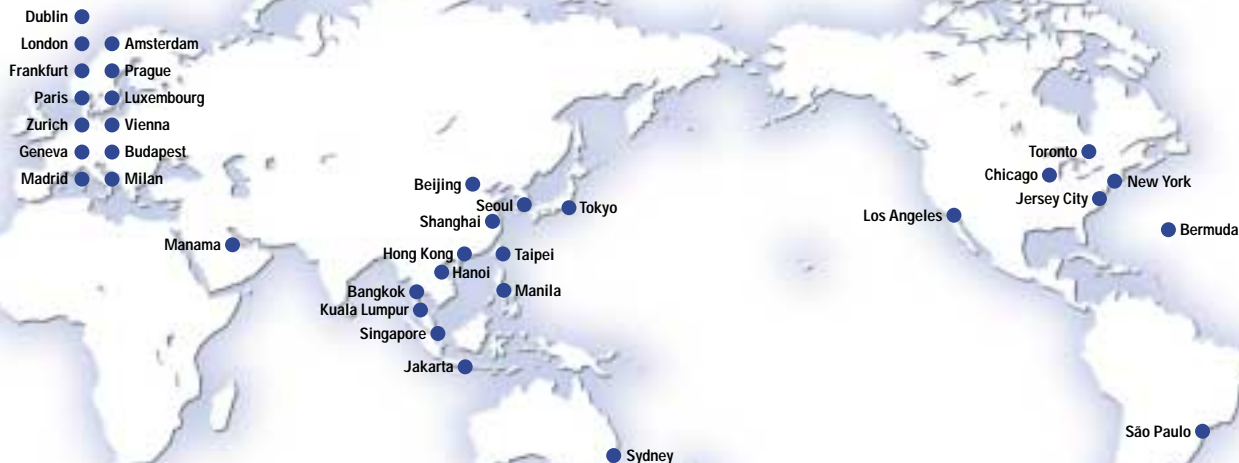 Dublin
London Amsterdam
Frankfurt Prague
Paris Luxembourg
Zurich Vienna
Geneva Budapest
Madrid Milan
Manama
Beijing
Seoul
Tokyo
Shanghai
Hong Kong
Taipei
Hanoi
Bangkok
Manila
Kuala Lumpur
Singapore
Jakarta
Sydney
Toronto
Chicago
New York
Jersey City
Los Angeles
Bermuda
São Paulo